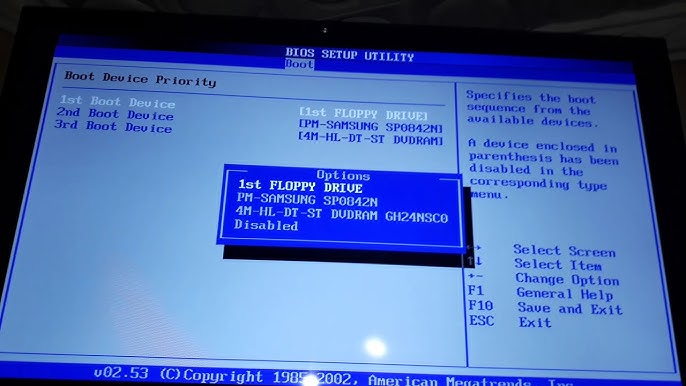 BIOS SETUP UTILITY
Boot
Boot Device Priority
1st Boot Device [1st FLOPPY DRIVE]
2nd Boot Device [PM-SAMSUNG SP0842N]
3rd Boot Device [4M-HL-DT-ST DVDRAM]
Options
1st FLOPPY DRIVE
PM-SAMSUNG SP0842N
4M-HL-DT-ST DVDRAM GH24NSC0
Disabled
Specifies the boot
sequence from the
available devices.
A device enclosed in
parenthesis has been
disabled in the
corresponding type
menu.
↔ Select Screen
↑↓ Select Item
+- Change Option
F1 General Help
F10 Save and Exit
ESC Exit
v02.53 (C)Copyright 1985-2002, American Megatrends, Inc.